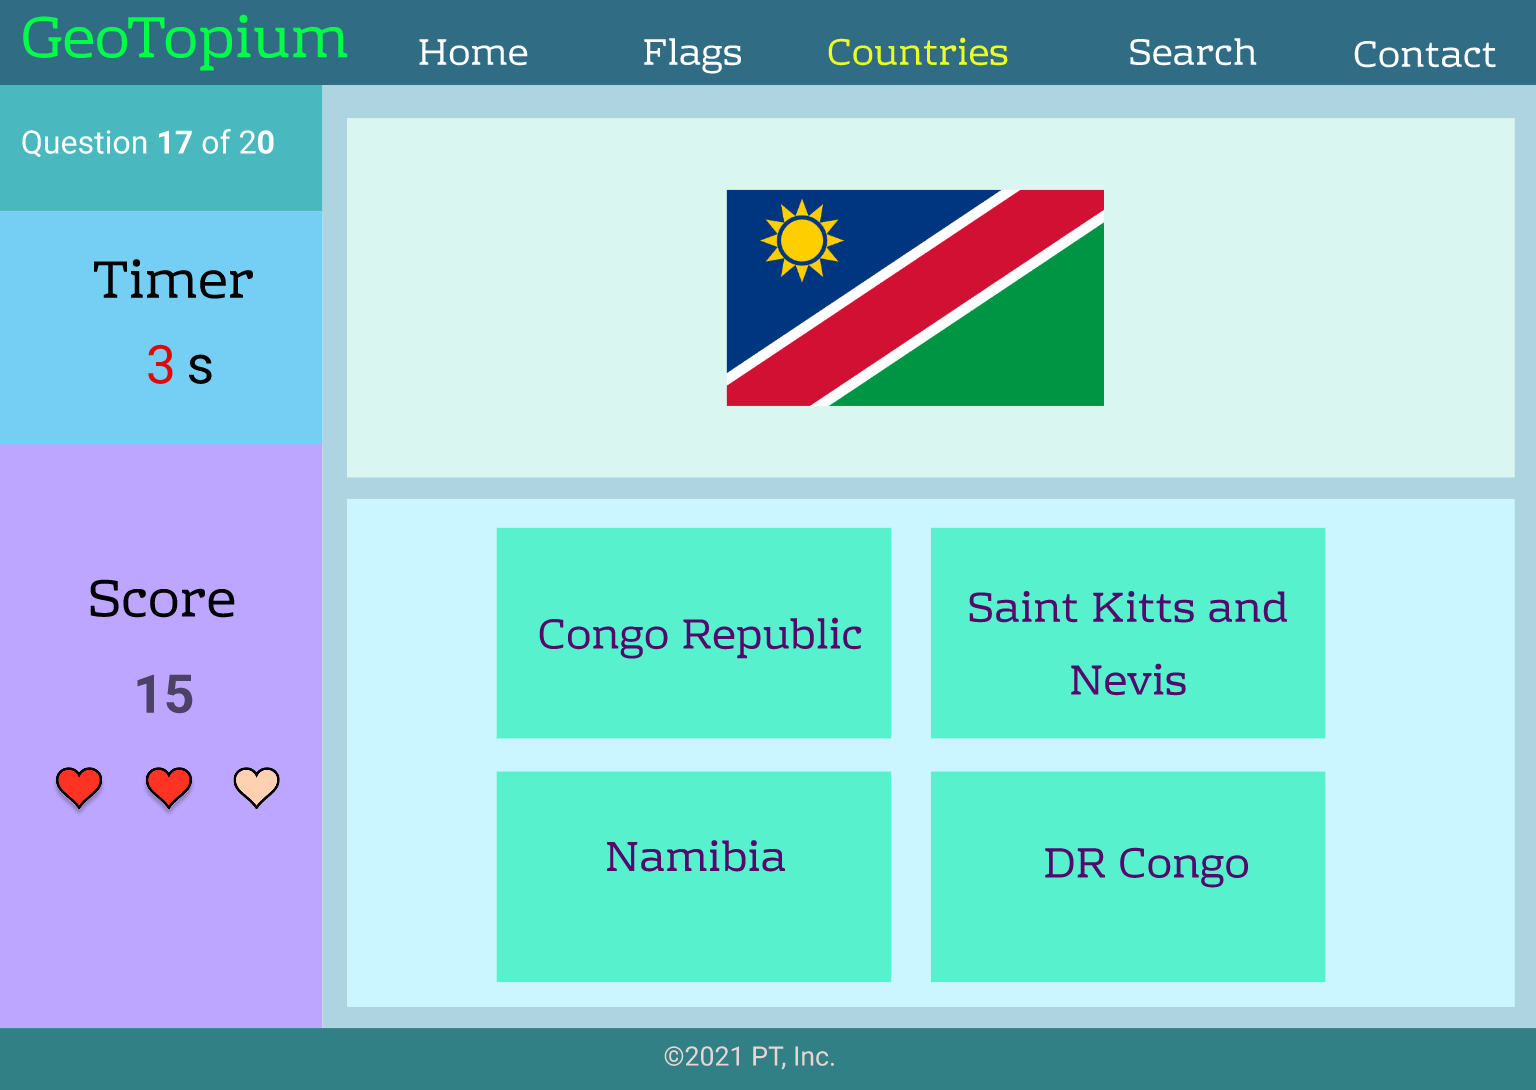 GeoTopium
Home
Flags
Countries
Search
Contact
Question 17 of 20
Timer
3 s
Score
15
Congo Republic
Saint Kitts and
Nevis
Namibia
DR Congo
©2021 PT, Inc.